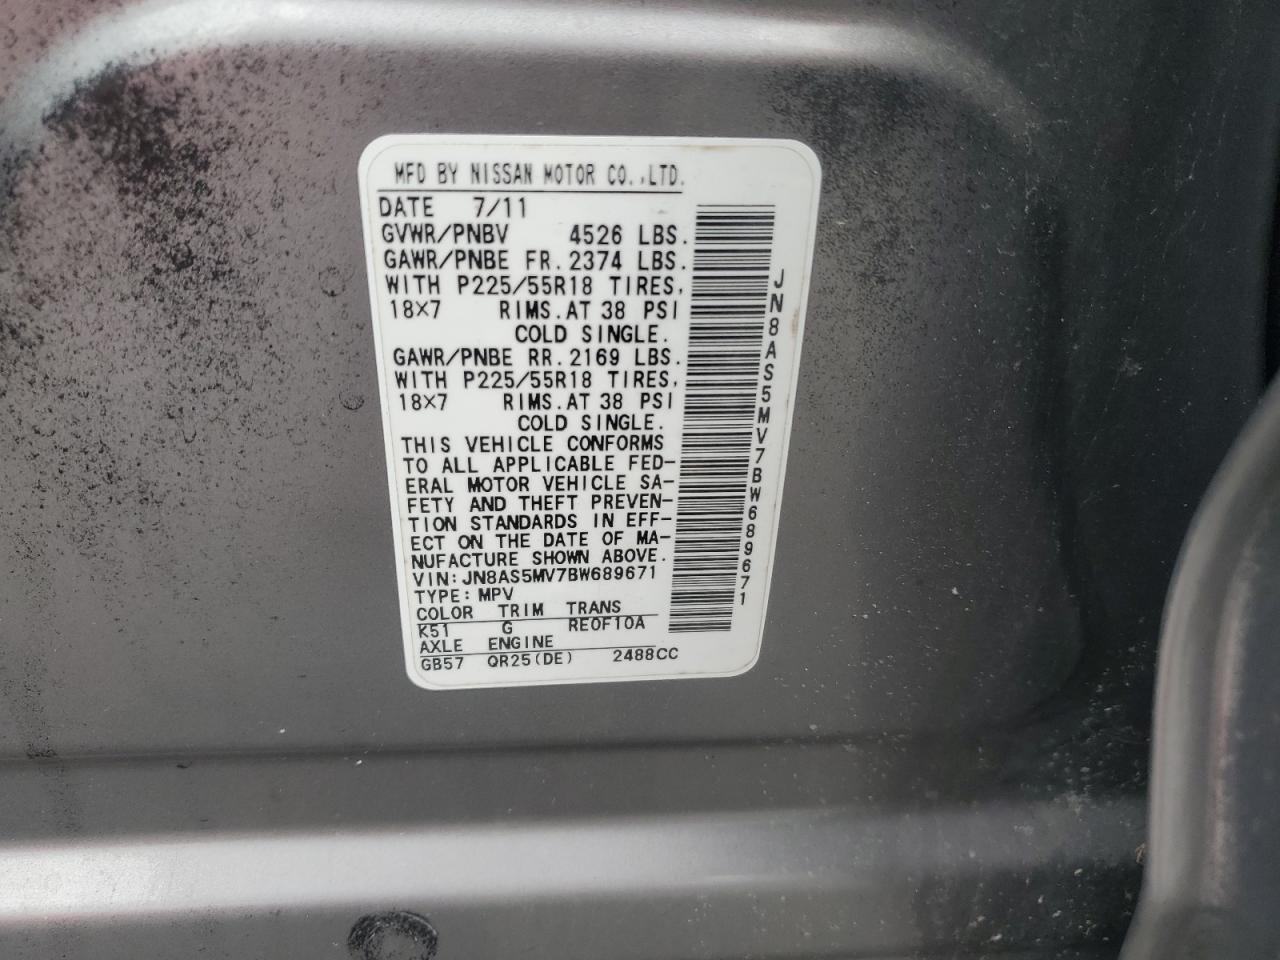 MFD BY NISSAN MOTOR CO.,LTD.
DATE 7/11
GVWR/PNBV 4526 LBS.
GAWR/PNBE FR. 2374 LBS.
WITH P225/55R18 TIRES,
18×7 RIMS. AT 38 PSI
COLD SINGLE.
GAWR/PNBE RR. 2169 LBS.
WITH P225/55R18 TIRES,
18×7 RIMS. AT 38 PSI
COLD SINGLE.
THIS VEHICLE CONFORMS
TO ALL APPLICABLE FED-
ERAL MOTOR VEHICLE SA-
FETY AND THEFT PREVEN-
TION STANDARDS IN EFF-
ECT ON THE DATE OF MA-
NUFACTURE SHOWN ABOVE.
VIN: JN8AS5MV7BW689671
TYPE: MPV
COLOR TRIM TRANS
K51 G RE0F10A
AXLE ENGINE
GB57 QR25(DE) 2488CC
JN8AS5MV7BW689671